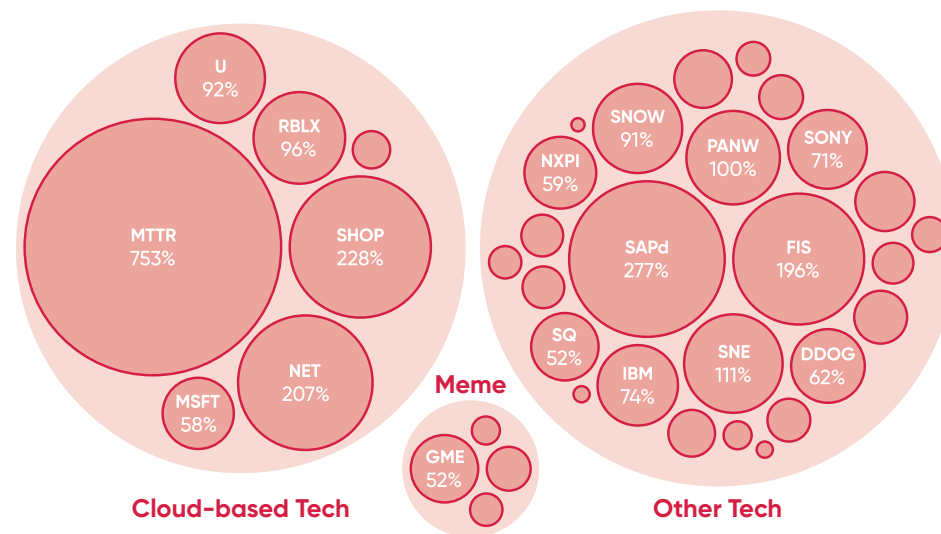 U
92%
RBLX
96%
MTTR
753%
SHOP
228%
NET
207%
MSFT
58%
Cloud-based Tech
Meme
GME
52%
SNOW
91%
PANW
100%
SONY
71%
NXPI
59%
SAPd
277%
FIS
196%
SQ
52%
IBM
74%
SNE
111%
DDOG
62%
Other Tech